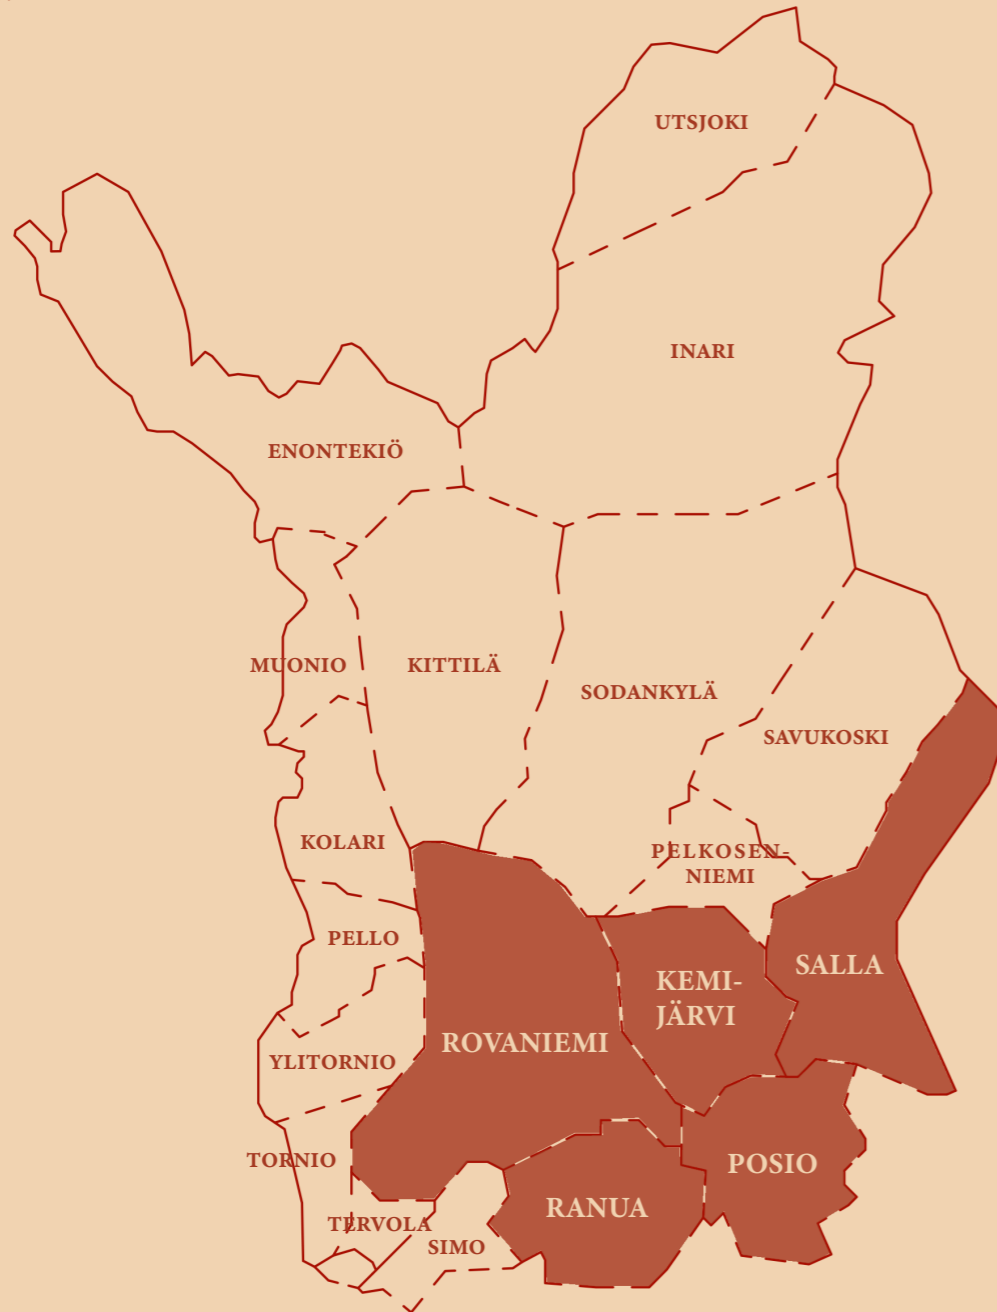 UTSJOKI
INARI
ENONTEKIÖ
MUONIO
KITTILÄ
SODANKYLÄ
SAVUKOSKI
KOLARI
PELKOSEN-
NIEMI
PELLO
SALLA
KEMI-
JÄRVI
ROVANIEMI
YLITORNIO
TORNIO
POSIO
RANUA
TERVOLA
SIMO